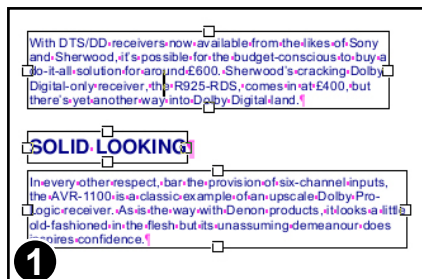 With DTS/DD receivers now available from the likes of Sony
and Sherwood, it's possible for the budget-conscious to buy a
do-it-all solution for around £600. Sherwood's cracking Dolby
Digital-only receiver, the R925-RDS, comes in at £400, but
there's yet another way into Dolby Digital land.
SOLID LOOKING
In every other respect, bar the provision of six-channel inputs,
the AVR-1100 is a classic example of an upscale Dolby Pro-
Logic receiver. As is the way with Denon products, it looks a little
old-fashioned in the flesh but its unassuming demeanour does
inspires confidence.
1